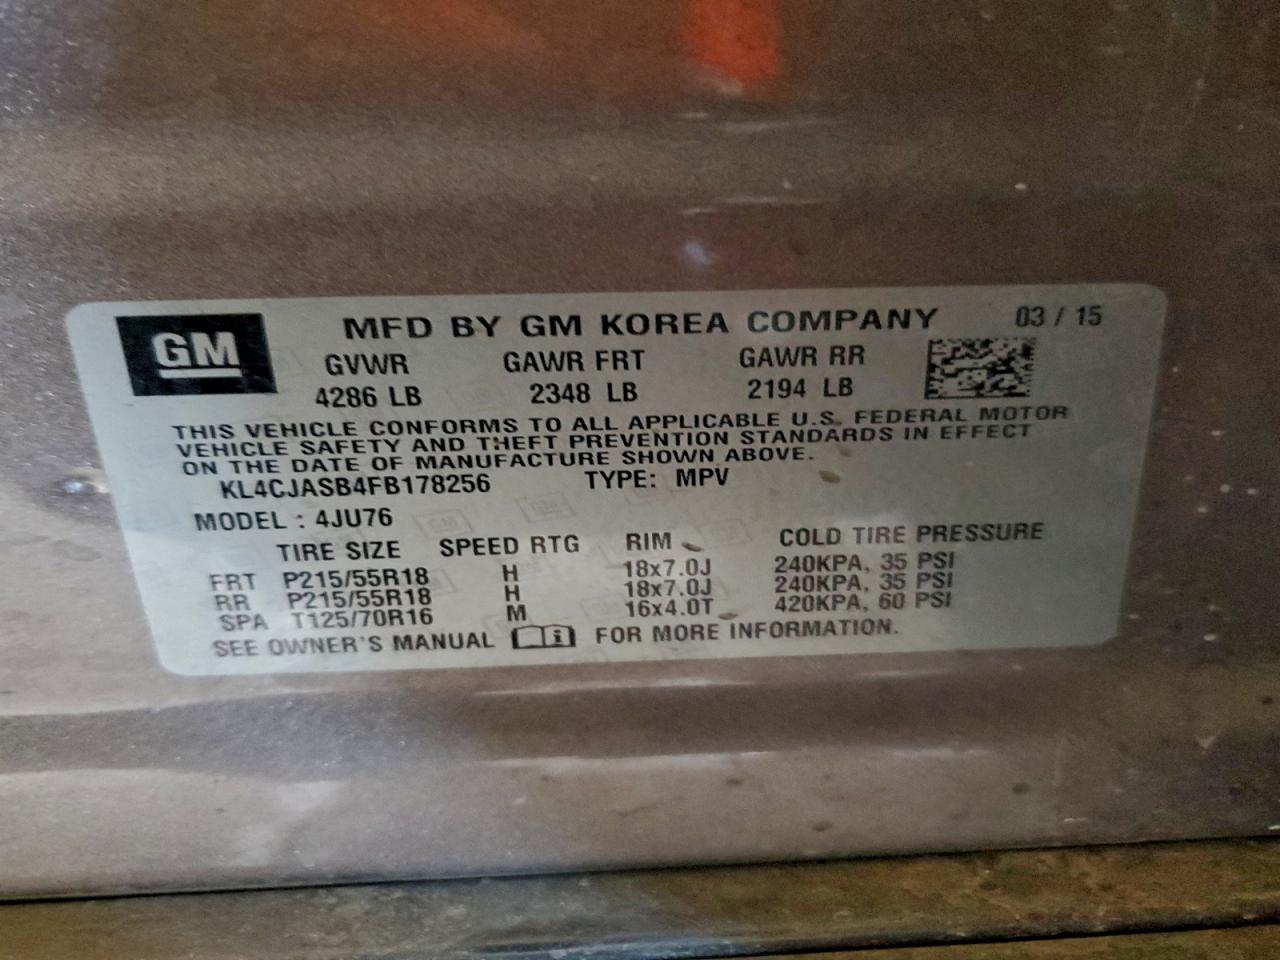 GM
MFD BY GM KOREA COMPANY 03 / 15
GVWR GAWR FRT GAWR RR
4286 LB 2348 LB 2194 LB
THIS VEHICLE CONFORMS TO ALL APPLICABLE U.S. FEDERAL MOTOR
VEHICLE SAFETY AND THEFT PREVENTION STANDARDS IN EFFECT
ON THE DATE OF MANUFACTURE SHOWN ABOVE.
KL4CJASB4FB178256 TYPE: MPV
MODEL : 4JU76
TIRE SIZE SPEED RTG RIM COLD TIRE PRESSURE
FRT P215/55R18 H 18x7.0J 240KPA, 35 PSI
RR P215/55R18 H 18x7.0J 240KPA, 35 PSI
SPA T125/70R16 M 16x4.0T 420KPA, 60 PSI
SEE OWNER'S MANUAL i FOR MORE INFORMATION.